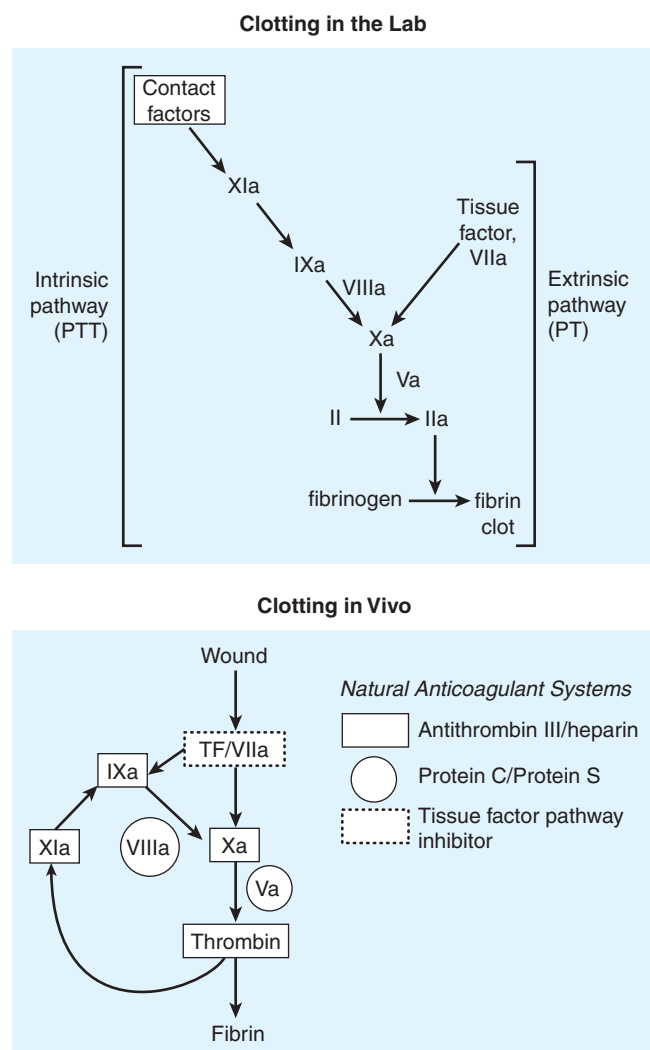 Clotting in the Lab
Contact
factors
XIa
IXa
VIIIa
Tissue
factor,
VIIa
Intrinsic
pathway
(PTT)
Extrinsic
pathway
(PT)
Xa
Va
II
IIa
fibrinogen
fibrin
clot
Clotting in Vivo
Wound
TF/VIIa
IXa
XIa
VIIIa
Xa
Va
Thrombin
Fibrin
Natural Anticoagulant Systems
Antithrombin III/heparin
Protein C/Protein S
Tissue factor pathway
inhibitor